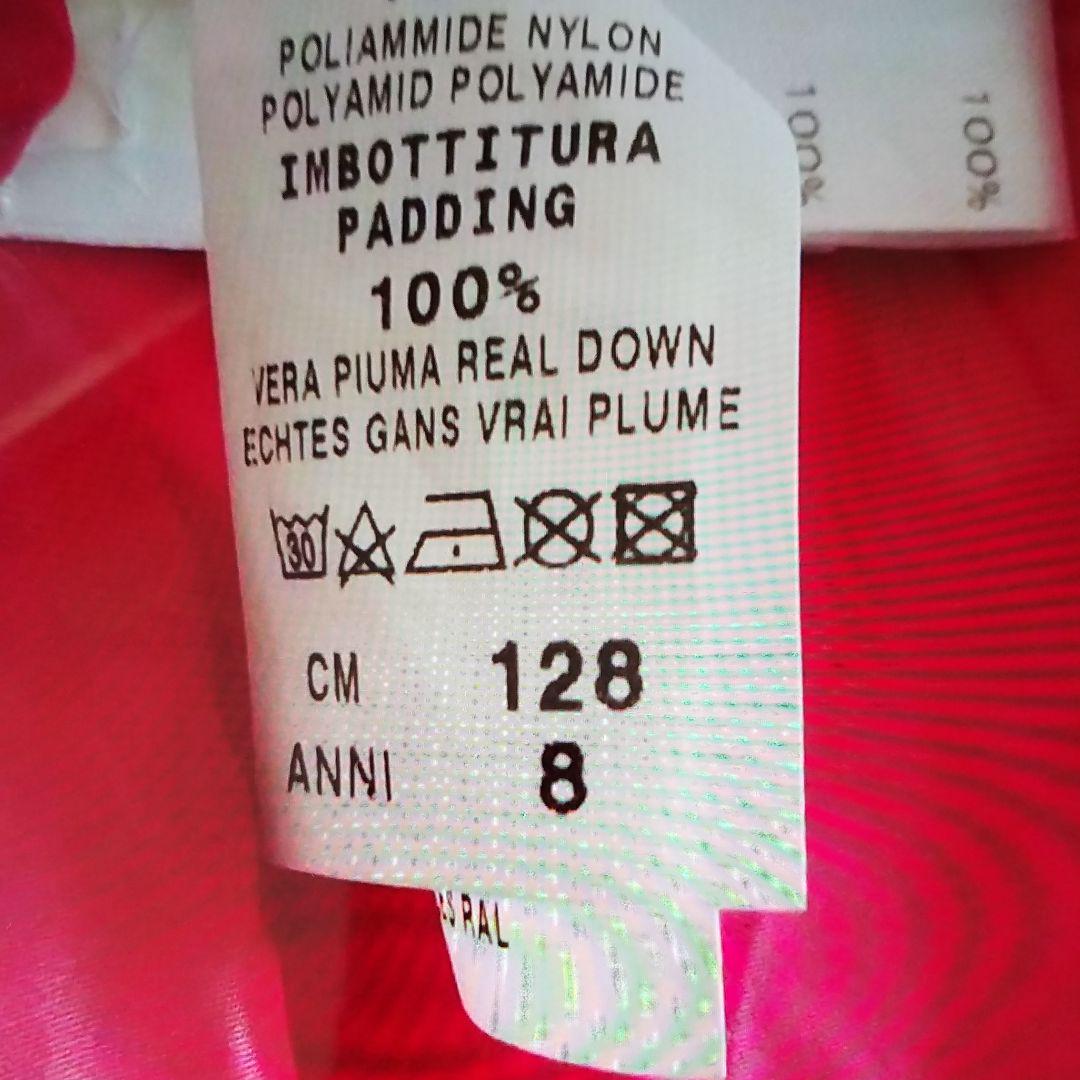 POLIAMMIDE NYLON
POLYAMID POLYAMIDE
IMBOTTITURA
PADDING
100%
VERA PIUMA REAL DOWN
ECHTES GANS VRAI PLUME
30
CM 128
ANNI 8
RAL
100%
100%